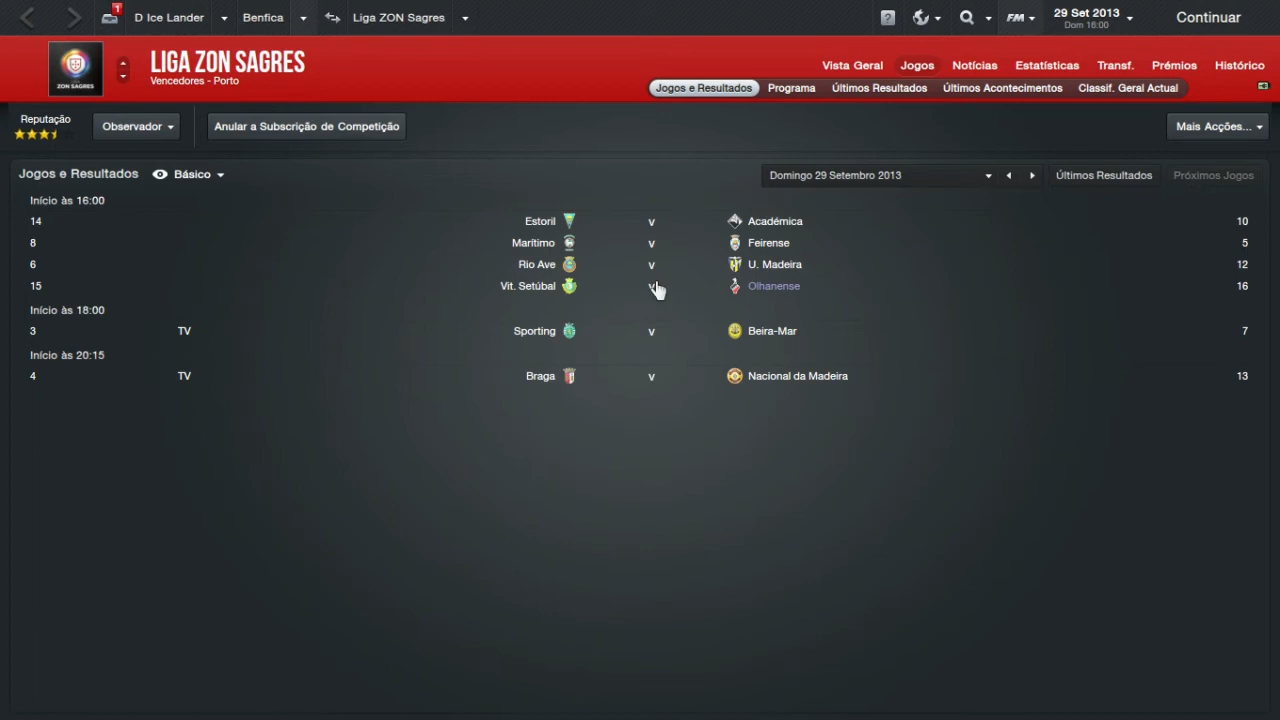 1
D Ice Lander
Benfica
Liga ZON Sagres
?
FM
29 Set 2013
Dom 16:00
Continuar
ZON SAGRES
LIGA ZON SAGRES
Vencedores - Porto
Vista Geral
Jogos
Notícias
Estatísticas
Transf.
Prémios
Histórico
Jogos e Resultados
Programa
Últimos Resultados
Últimos Acontecimentos
Classif. Geral Actual
Reputação
Observador
Anular a Subscrição de Competição
Mais Acções...
Jogos e Resultados
Básico
Domingo 29 Setembro 2013
Últimos Resultados
Próximos Jogos
Início às 16:00
14 Estoril v Académica 10
8 Marítimo v Feirense 5
6 Rio Ave v U. Madeira 12
15 Vit. Setúbal v Olhanense 16
Início às 18:00
3 TV Sporting v Beira-Mar 7
Início às 20:15
4 TV Braga v Nacional da Madeira 13